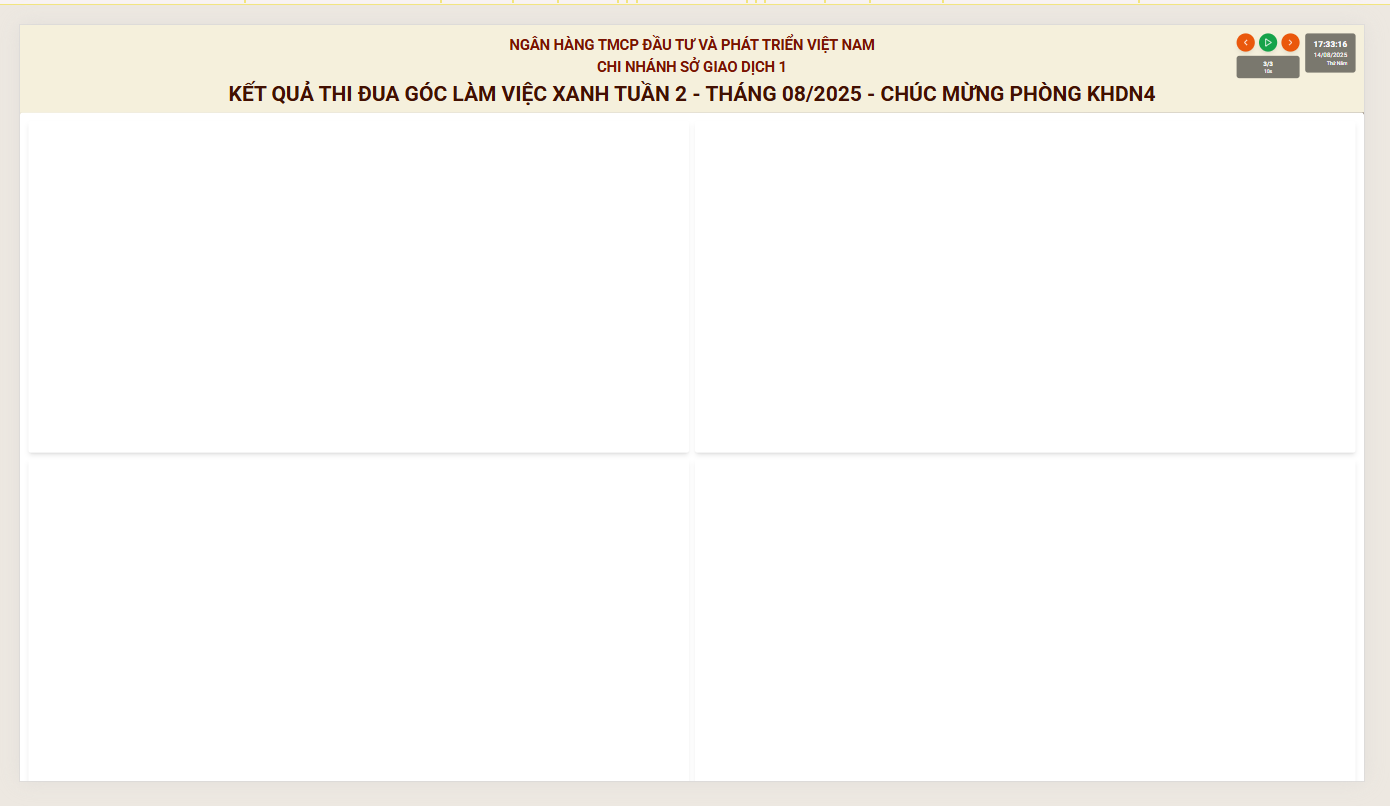 NGÂN HÀNG TMCP ĐẦU TƯ VÀ PHÁT TRIỂN VIỆT NAM
CHI NHÁNH SỞ GIAO DỊCH 1
KẾT QUẢ THI ĐUA GÓC LÀM VIỆC XANH TUẦN 2 - THÁNG 08/2025 - CHÚC MỪNG PHÒNG KHDN4
3/3
10s
17:33:16
14/08/2025
Thứ Năm